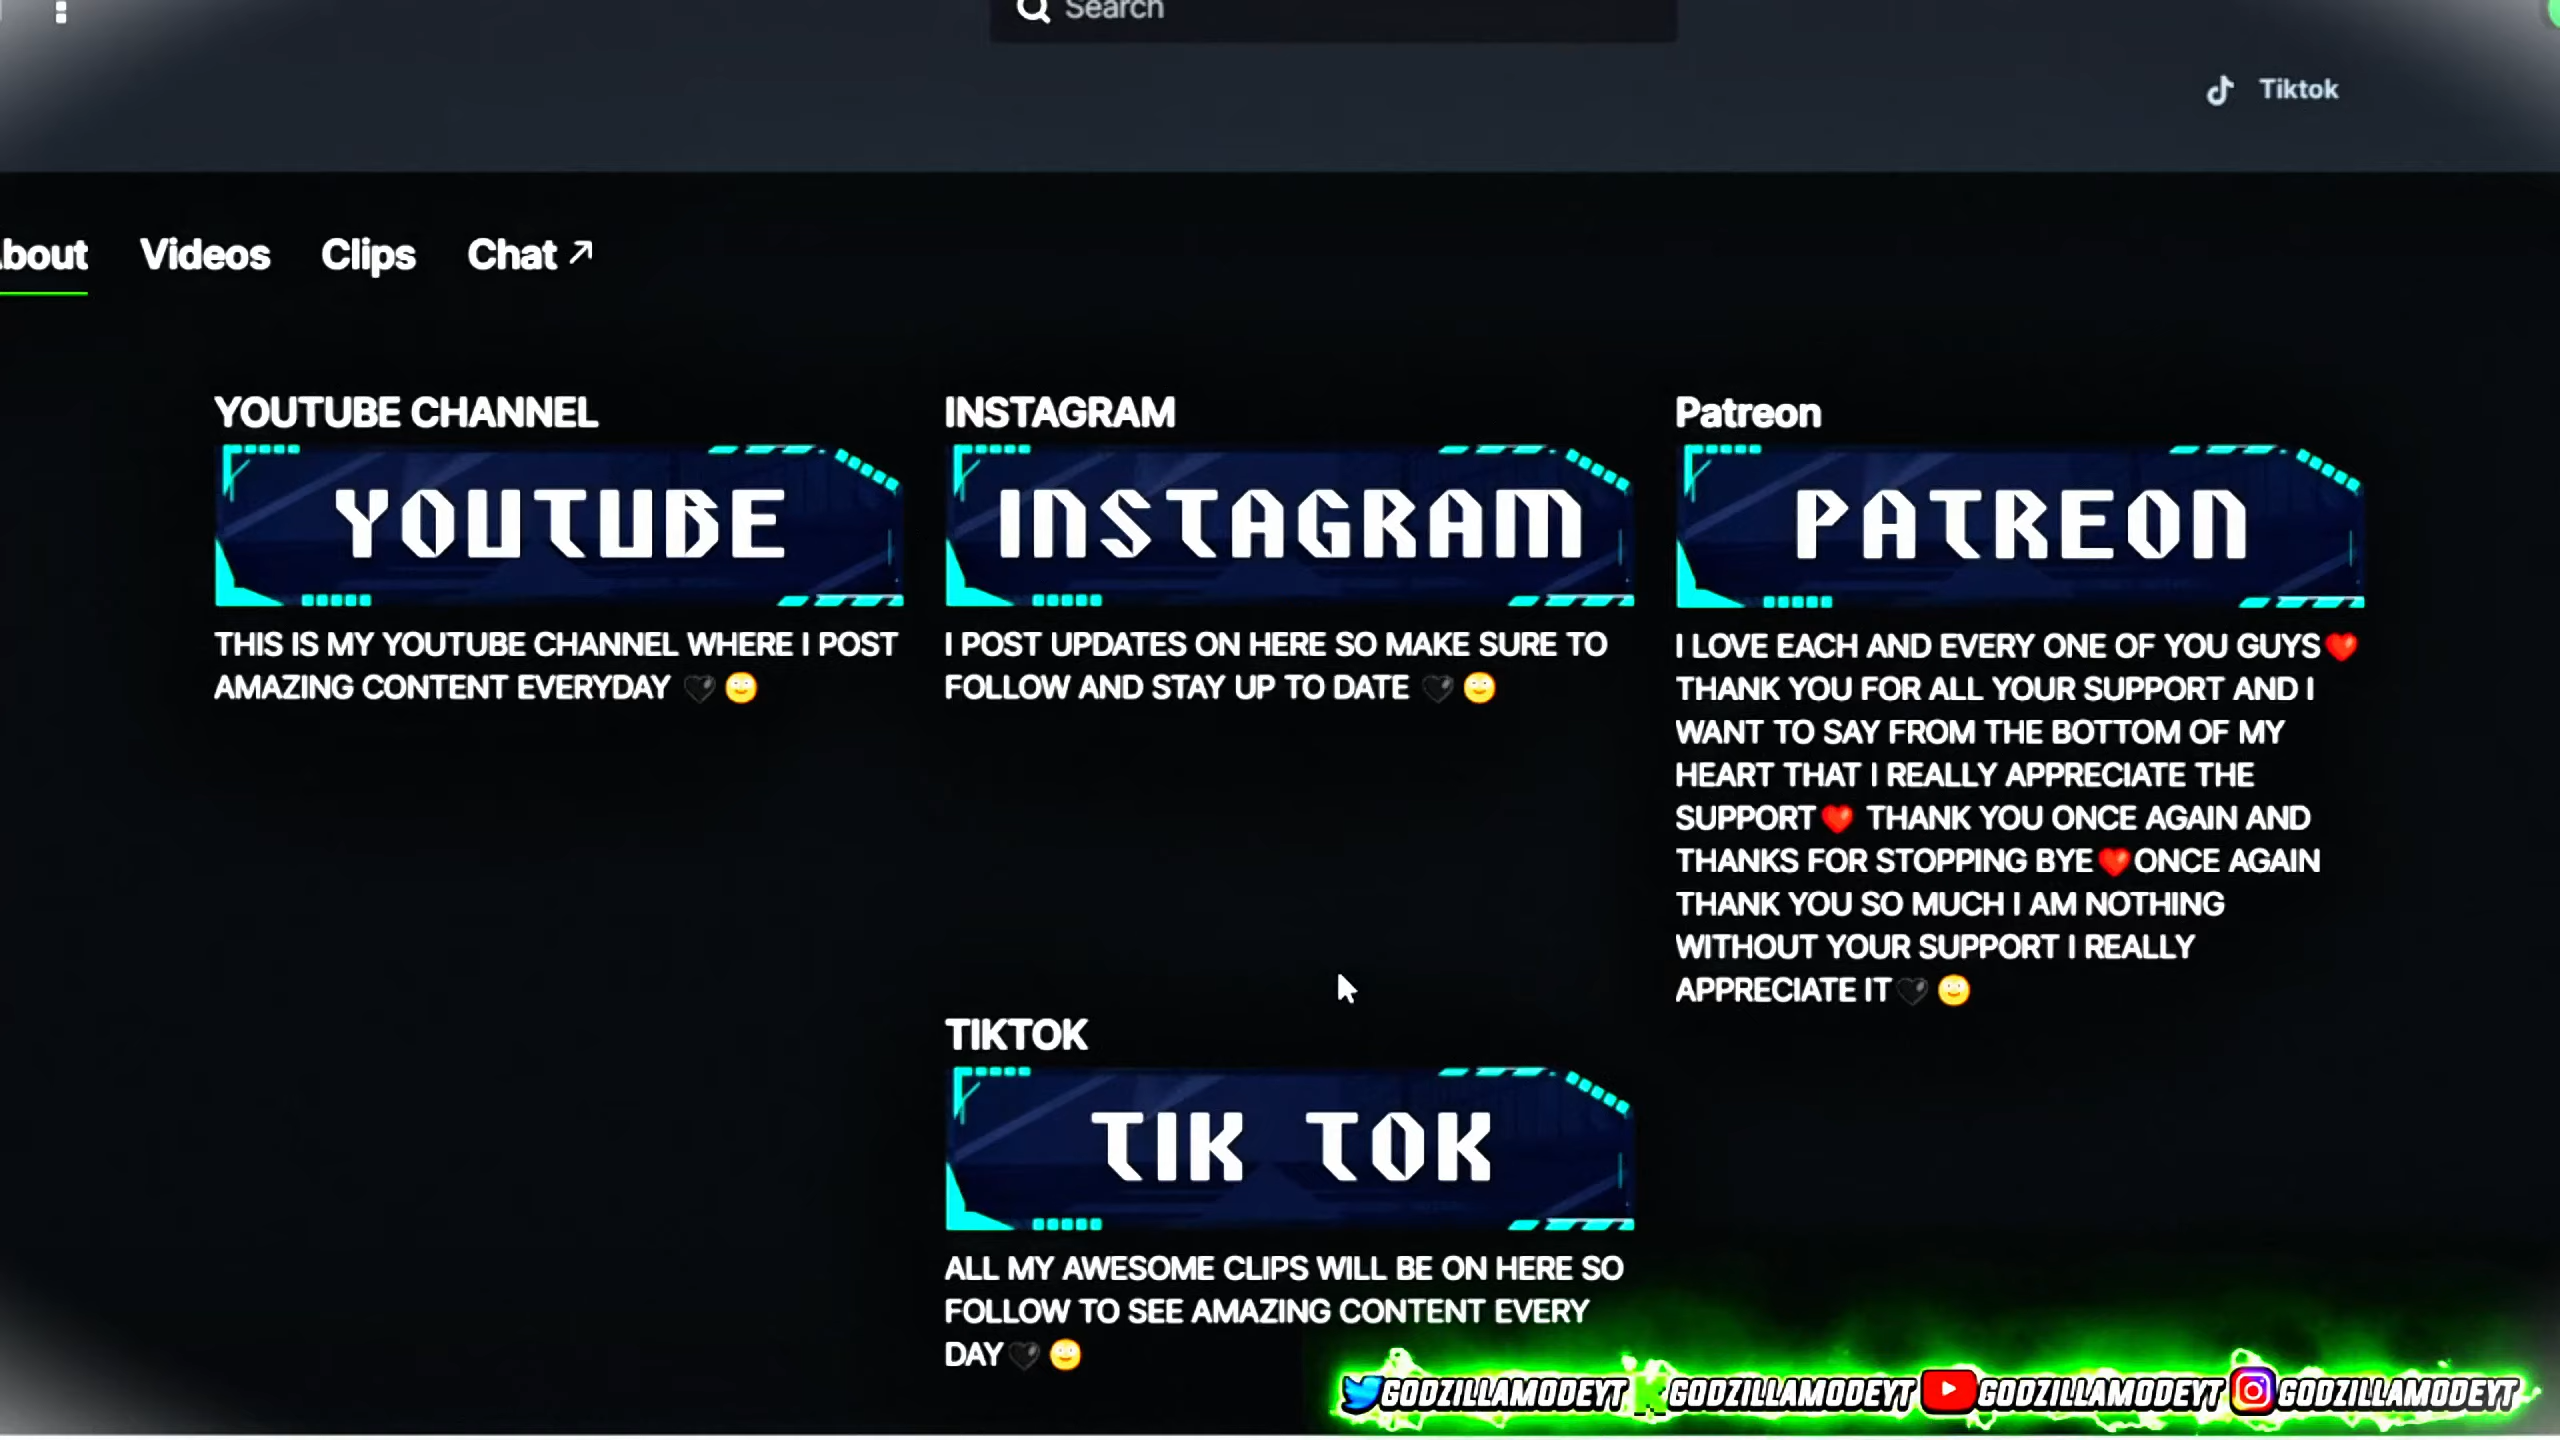 Search
Tiktok
bout Videos Clips Chat
YOUTUBE CHANNEL
YOUTUBE
THIS IS MY YOUTUBE CHANNEL WHERE I POST
AMAZING CONTENT EVERYDAY 🖤 🙂
INSTAGRAM
INSTAGRAM
I POST UPDATES ON HERE SO MAKE SURE TO
FOLLOW AND STAY UP TO DATE 🖤 🙂
Patreon
PATREON
I LOVE EACH AND EVERY ONE OF YOU GUYS❤️
THANK YOU FOR ALL YOUR SUPPORT AND I
WANT TO SAY FROM THE BOTTOM OF MY
HEART THAT I REALLY APPRECIATE THE
SUPPORT❤️ THANK YOU ONCE AGAIN AND
THANKS FOR STOPPING BYE❤️ONCE AGAIN
THANK YOU SO MUCH I AM NOTHING
WITHOUT YOUR SUPPORT I REALLY
APPRECIATE IT🖤 🙂
TIKTOK
TIK TOK
ALL MY AWESOME CLIPS WILL BE ON HERE SO
FOLLOW TO SEE AMAZING CONTENT EVERY
DAY🖤 🙂
GODZILLAMODEYT K GODZILLAMODEYT GODZILLAMODEYT GODZILLAMODEYT